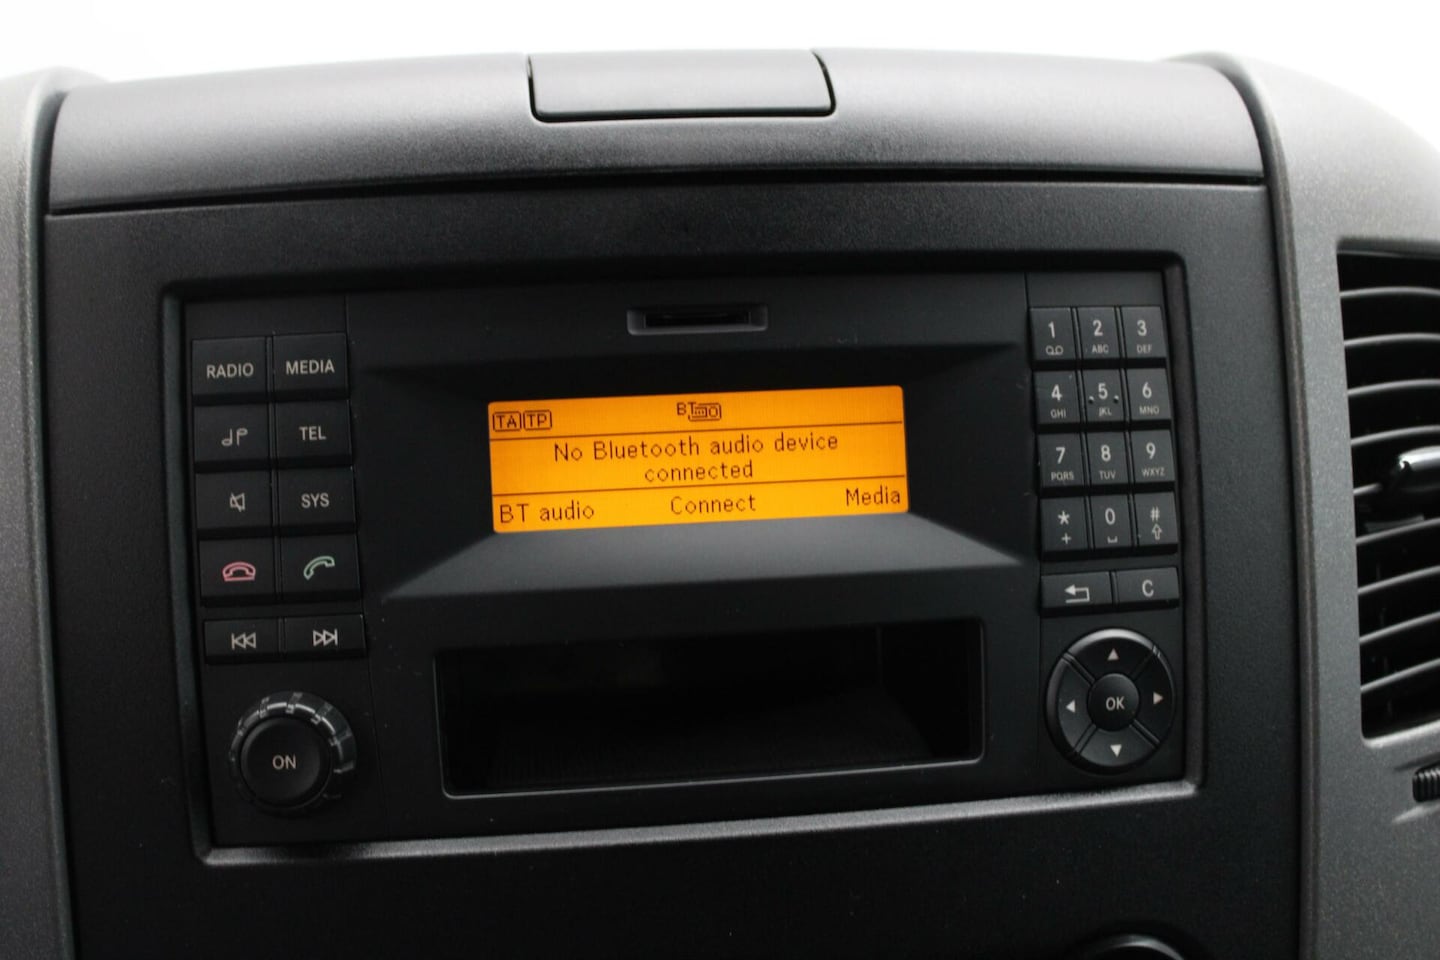 RADIO MEDIA
TEL
SYS
ON
TA TP BT
No Bluetooth audio device
connected
BT audio Connect Media
1 2 3
ABC DEF
4 5 6
GHI JKL MNO
7 8 9
PQRS TUV WXYZ
* 0 #
+
C
OK